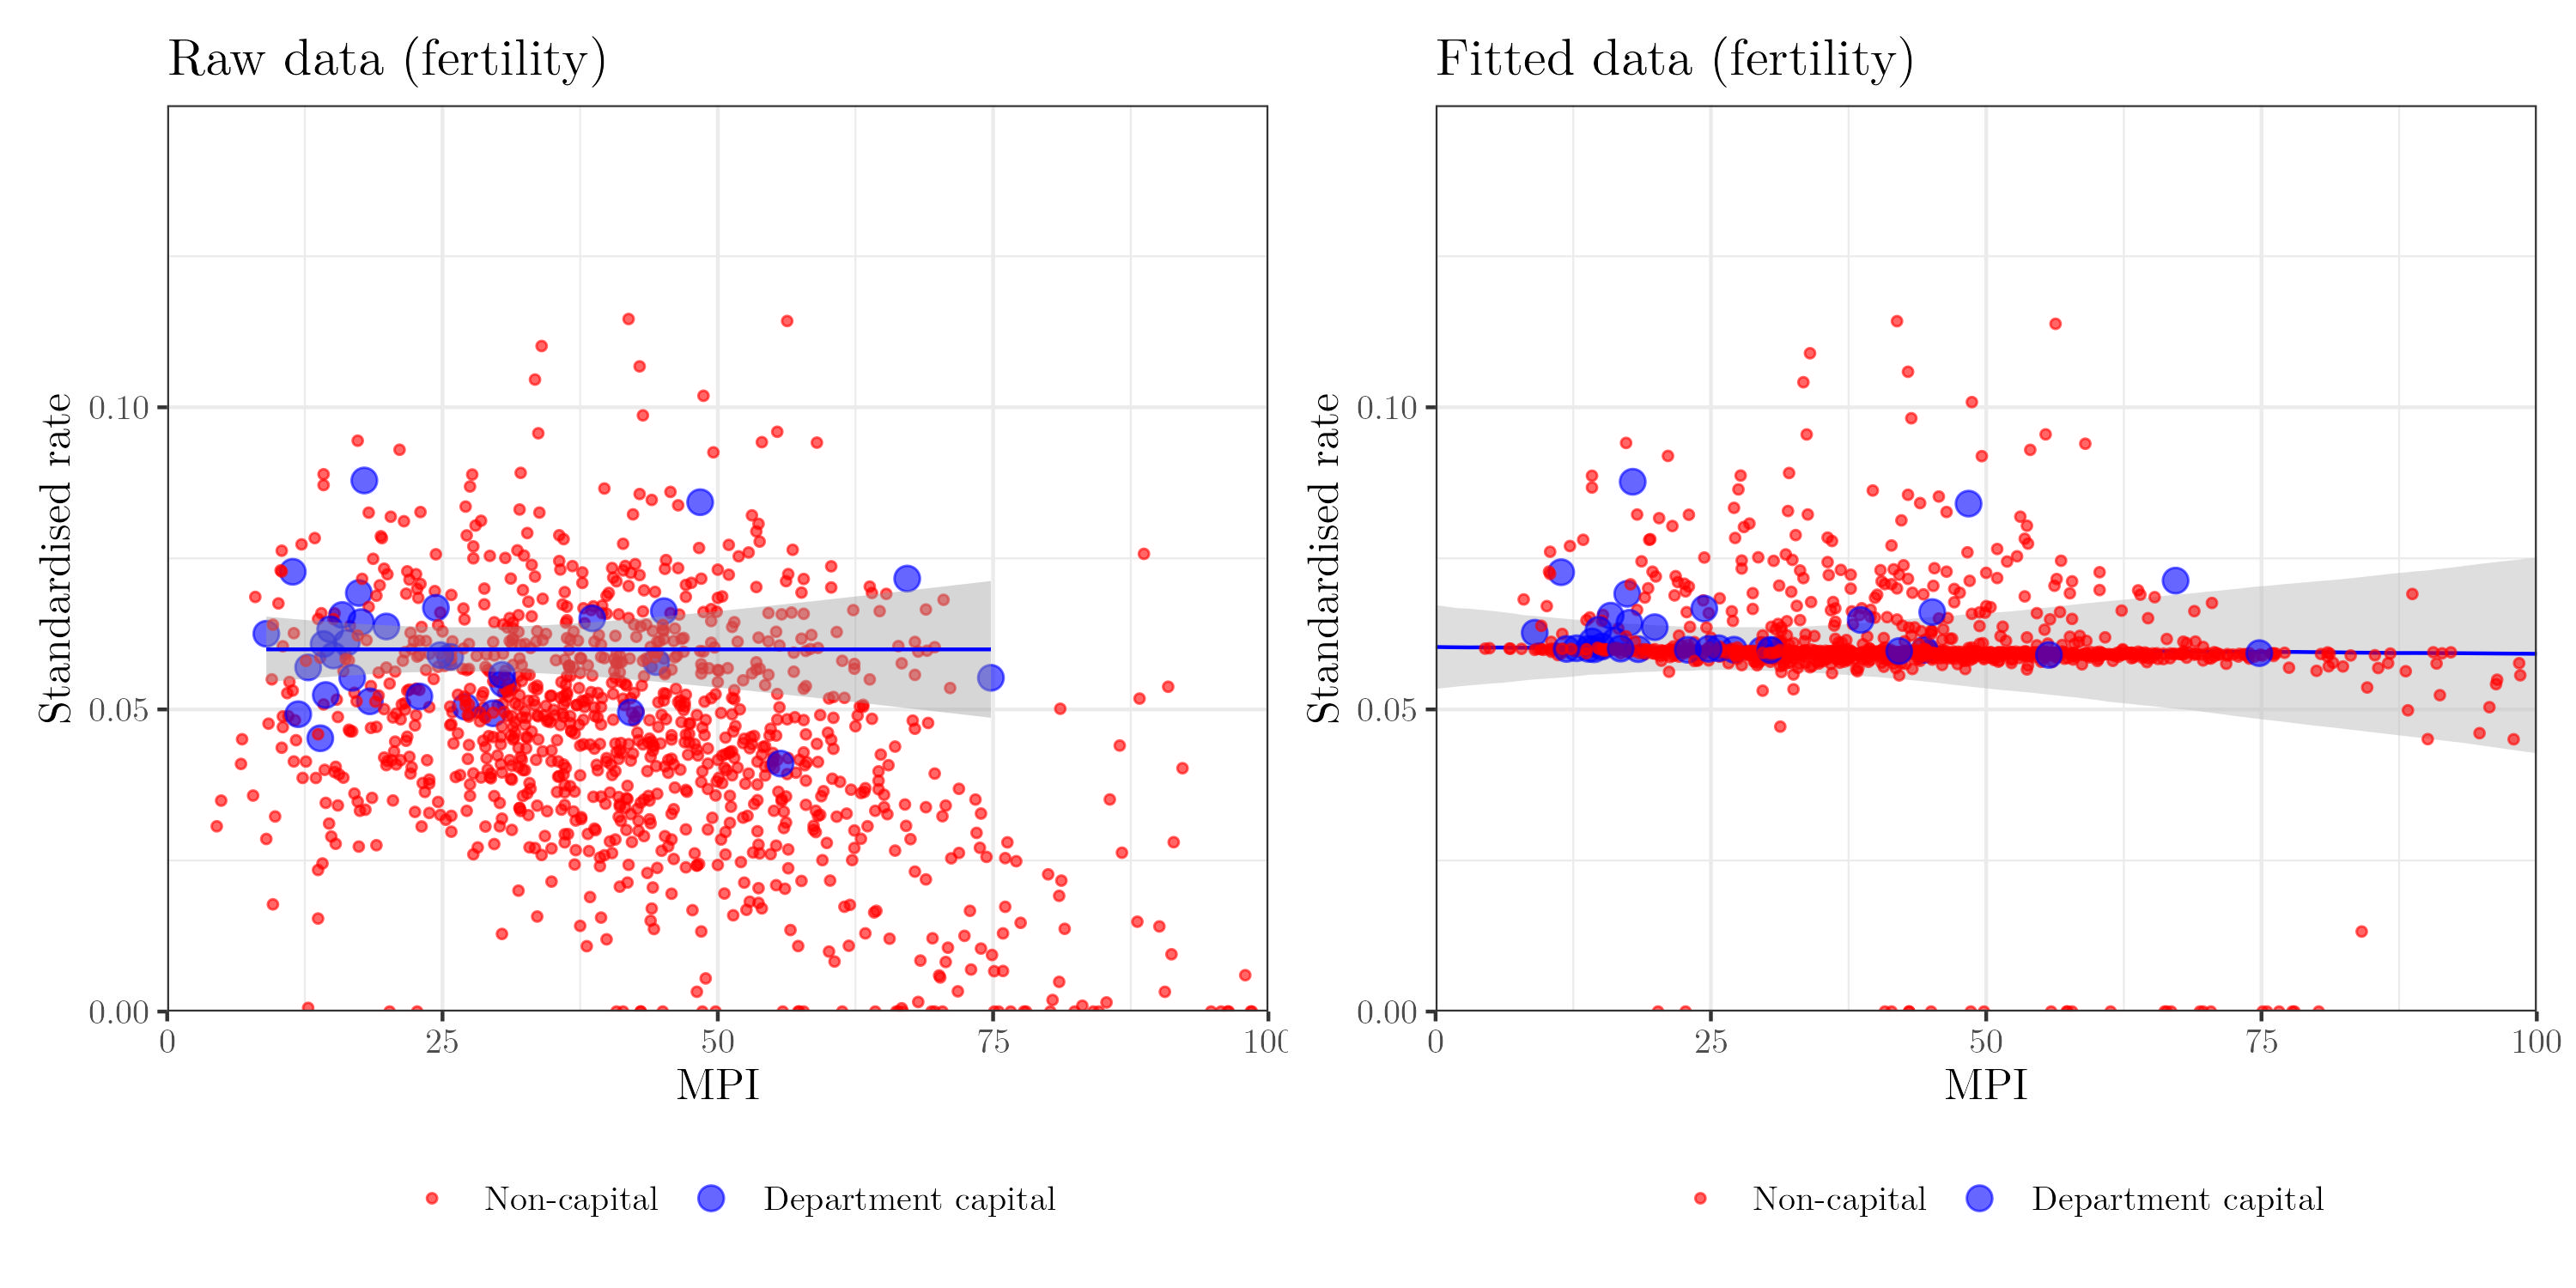 Raw data (fertility)
Standardised rate
0.10
0.05
0.00
0 25 50 75 100
MPI
Non-capital Department capital
Fitted data (fertility)
Standardised rate
0.10
0.05
0.00
0 25 50 75 100
MPI
Non-capital Department capital